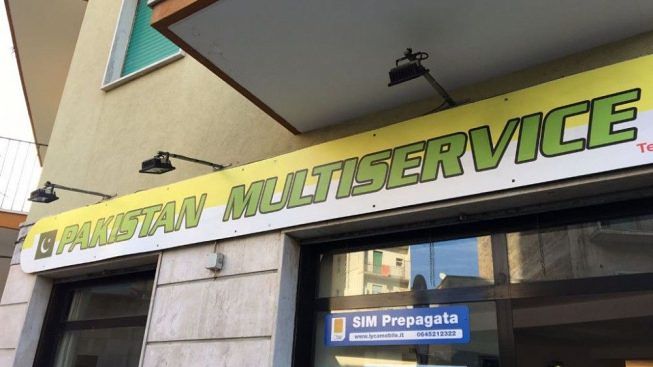 PAKISTAN MULTISERVICE
Te
SIM Prepagata
www.lycamobile.it 0645212322